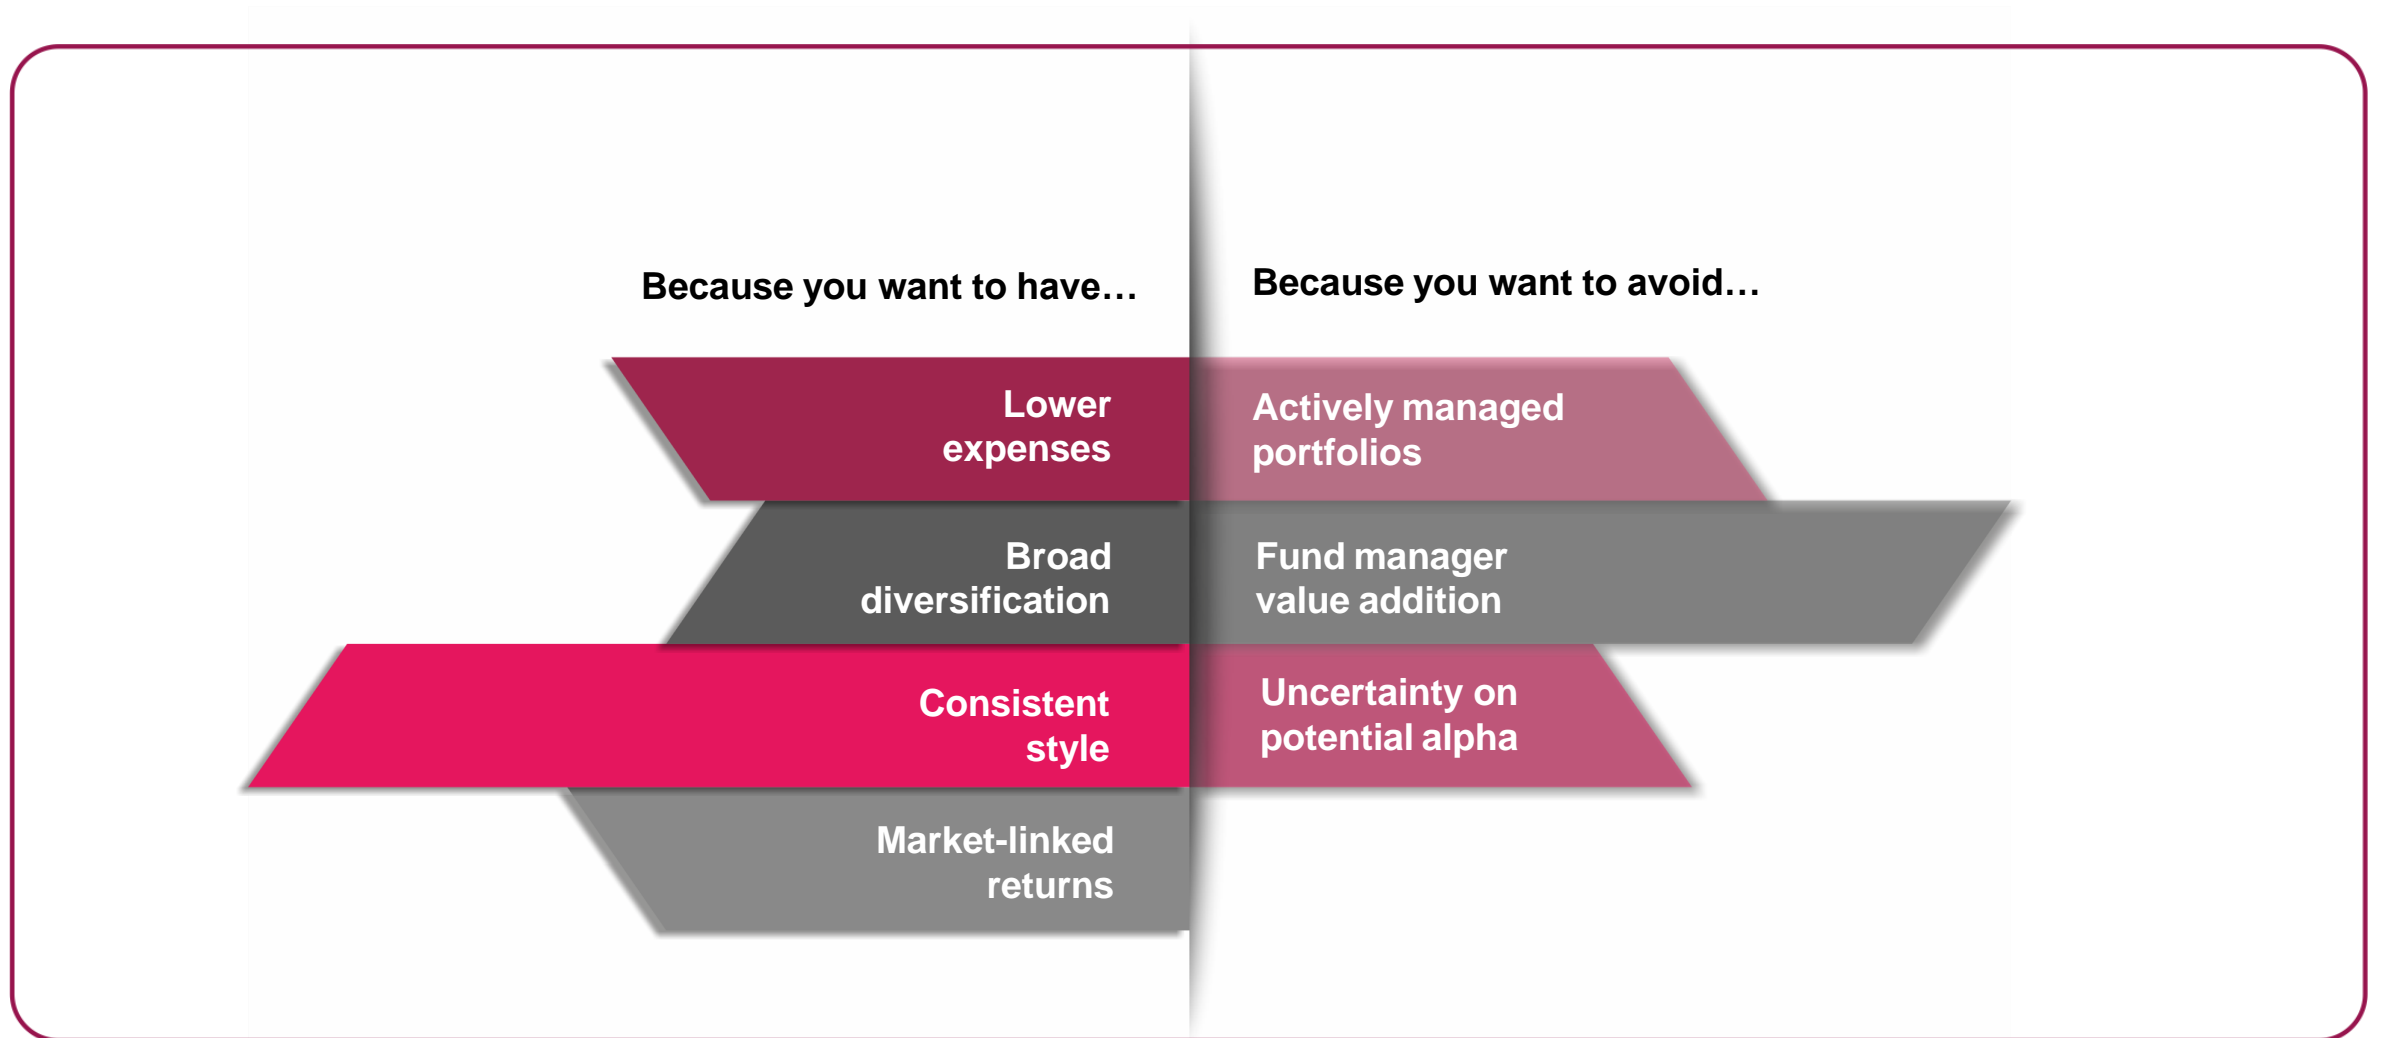 Because you want to have…
Lower
expenses
Broad
diversification
Consistent
style
Market-linked
returns
Because you want to avoid…
Actively managed
portfolios
Fund manager
value addition
Uncertainty on
potential alpha